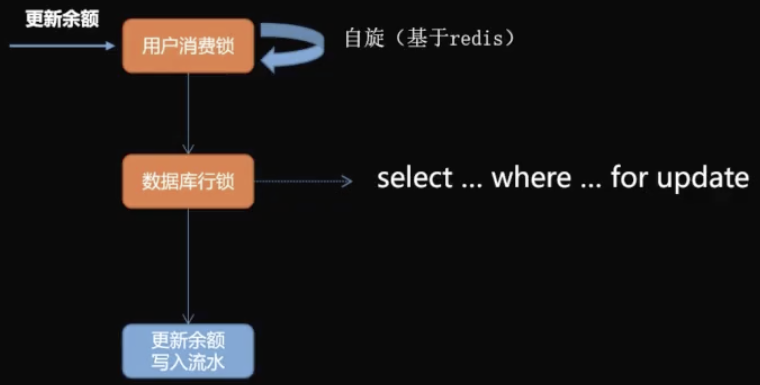 更新余额
用户消费锁
自旋（基于redis）
数据库行锁
select ... where ... for update
更新余额
写入流水